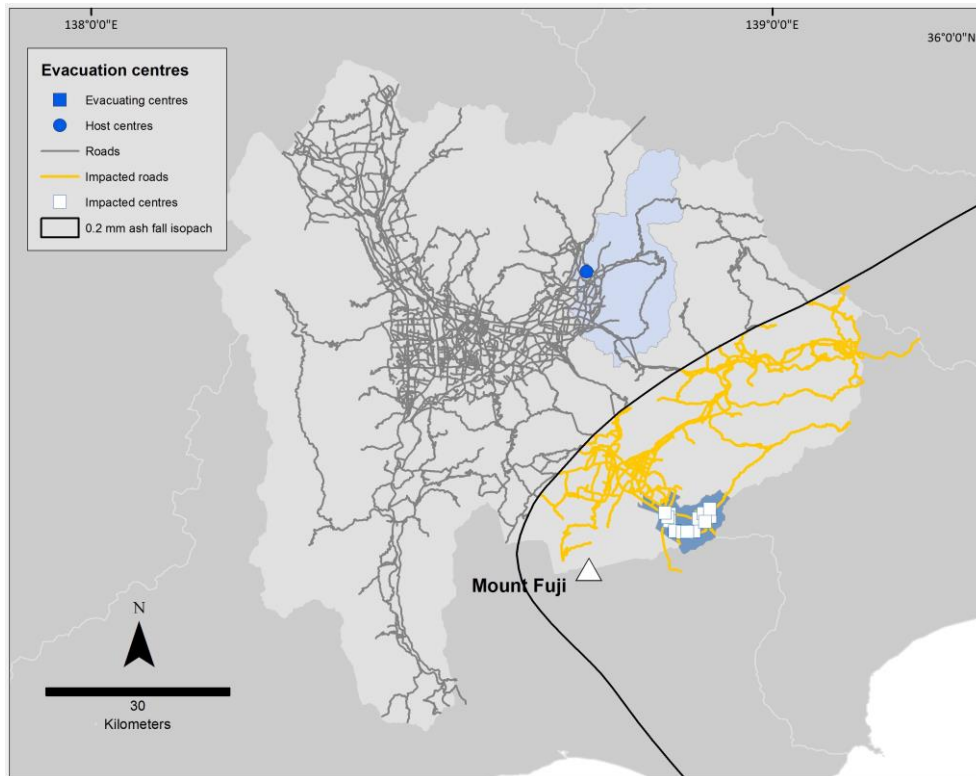 138°0'0"E
139°0'0"E
36°0'0"N
Evacuation centres
Evacuating centres
Host centres
Roads
Impacted roads
Impacted centres
0.2 mm ash fall isopach
Mount Fuji
N
30
Kilometers